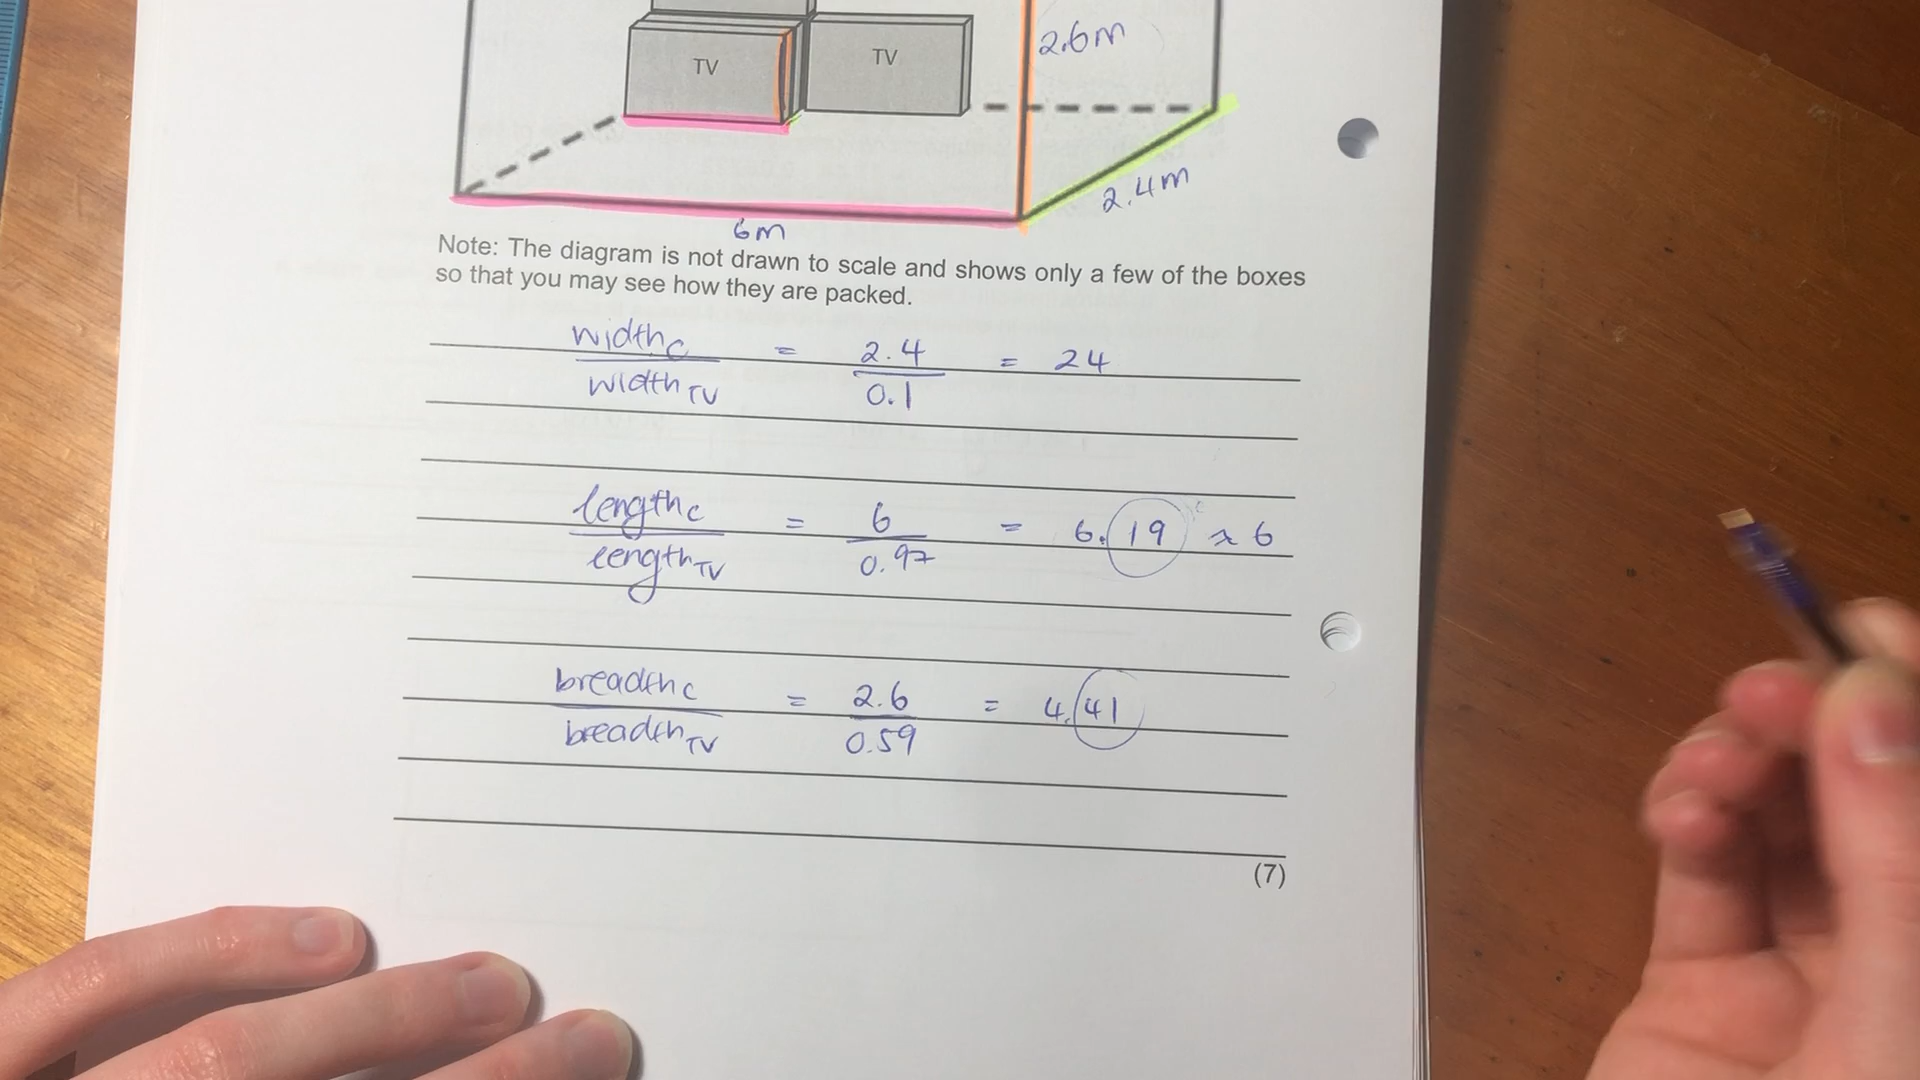 TV
TV
2.6m
2.4m
6m
Note: The diagram is not drawn to scale and shows only a few of the boxes
so that you may see how they are packed.
widthc = 2.4 = 24
widthTV 0.1
lengthc = 6 = 6.19 ≈ 6
lengthTV 0.97
breadthc = 2.6 = 4.41
breadthTV 0.59
(7)